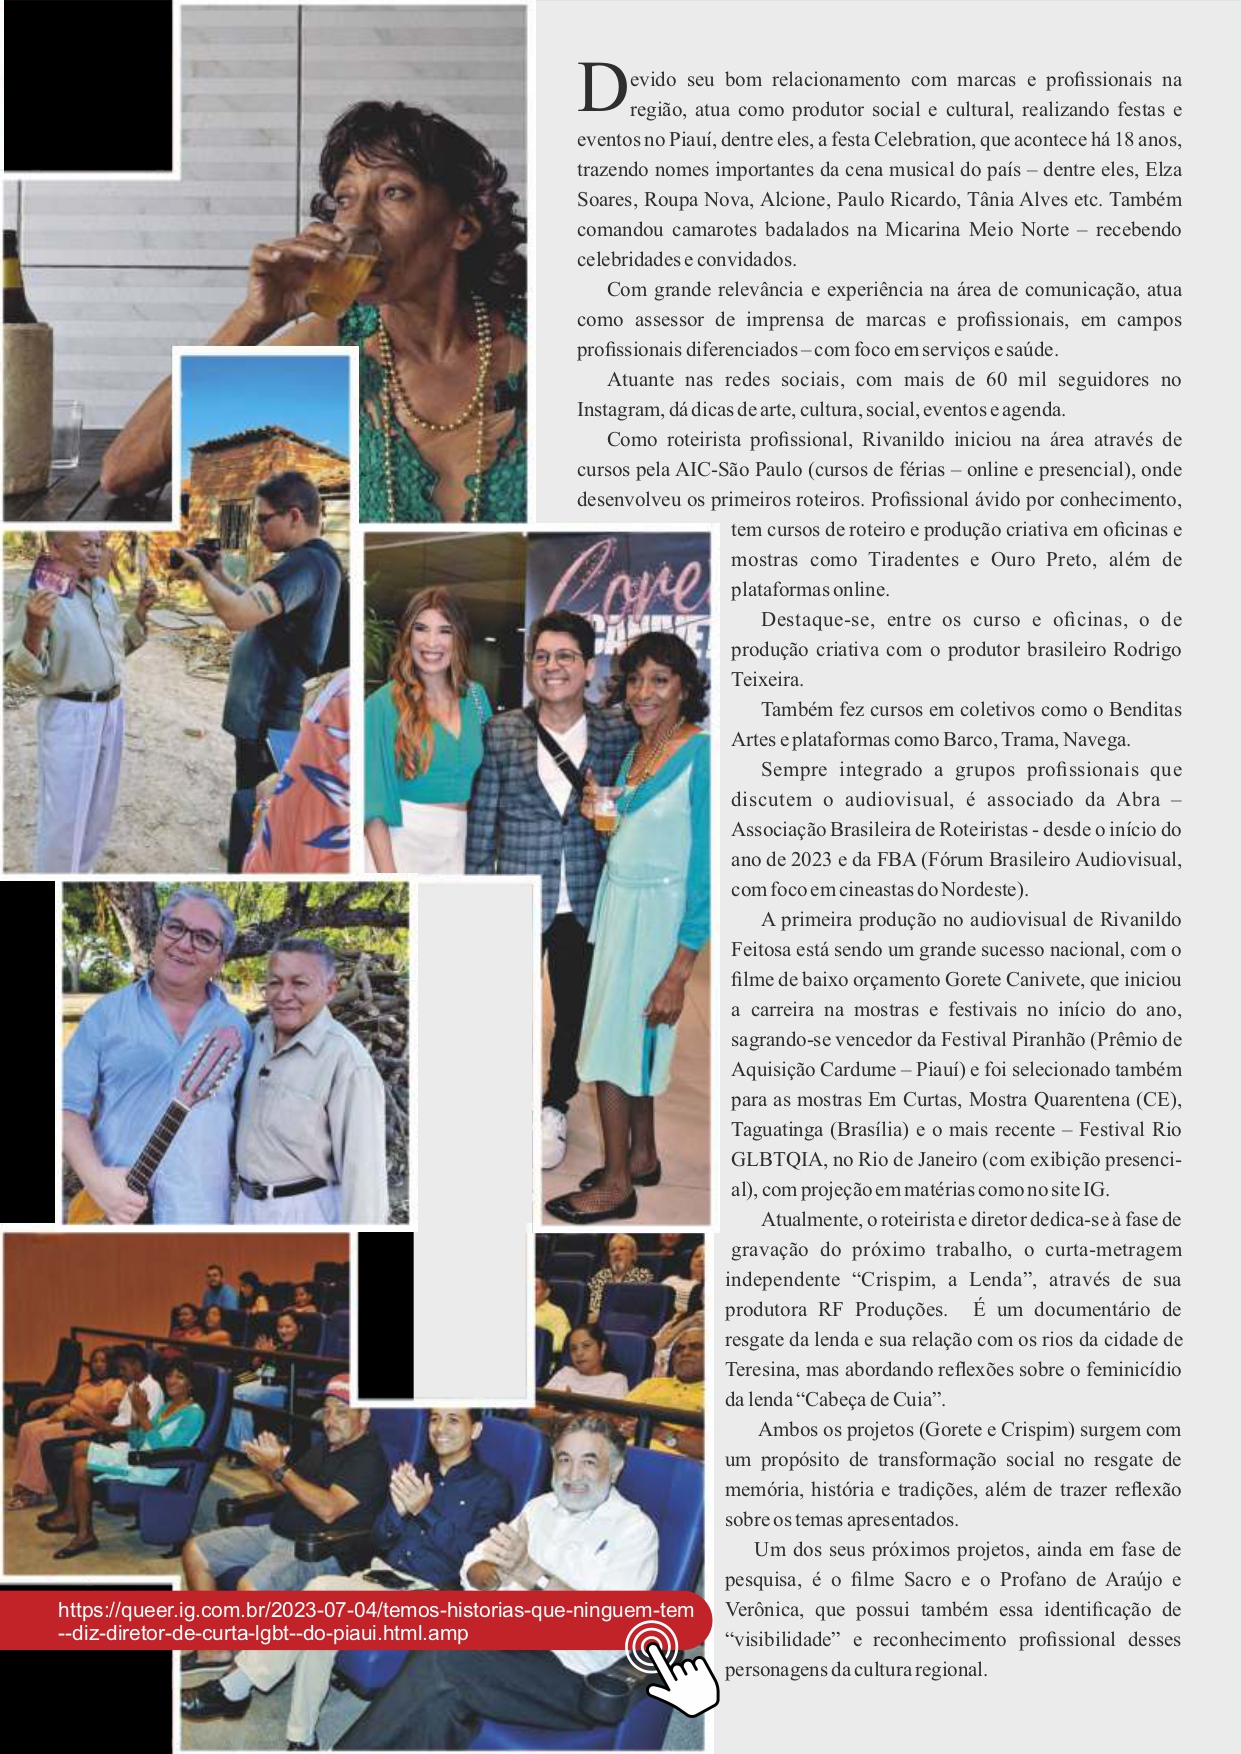 Devido seu bom relacionamento com marcas e profissionais na
região, atua como produtor social e cultural, realizando festas e
eventos no Piauí, dentre eles, a festa Celebration, que acontece há 18 anos,
trazendo nomes importantes da cena musical do país – dentre eles, Elza
Soares, Roupa Nova, Alcione, Paulo Ricardo, Tânia Alves etc. Também
comandou camarotes badalados na Micarina Meio Norte – recebendo
celebridades e convidados.
Com grande relevância e experiência na área de comunicação, atua
como assessor de imprensa de marcas e profissionais, em campos
profissionais diferenciados – com foco em serviços e saúde.
Atuante nas redes sociais, com mais de 60 mil seguidores no
Instagram, dá dicas de arte, cultura, social, eventos e agenda.
Como roteirista profissional, Rivanildo iniciou na área através de
cursos pela AIC-São Paulo (cursos de férias – online e presencial), onde
desenvolveu os primeiros roteiros. Profissional ávido por conhecimento,
tem cursos de roteiro e produção criativa em oficinas e
mostras como Tiradentes e Ouro Preto, além de
plataformas online.
Destaque-se, entre os curso e oficinas, o de
produção criativa com o produtor brasileiro Rodrigo
Teixeira.
Também fez cursos em coletivos como o Benditas
Artes e plataformas como Barco, Trama, Navega.
Sempre integrado a grupos profissionais que
discutem o audiovisual, é associado da Abra –
Associação Brasileira de Roteiristas - desde o início do
ano de 2023 e da FBA (Fórum Brasileiro Audiovisual,
com foco em cineastas do Nordeste).
A primeira produção no audiovisual de Rivanildo
Feitosa está sendo um grande sucesso nacional, com o
filme de baixo orçamento Gorete Canivete, que iniciou
a carreira na mostras e festivais no início do ano,
sagrando-se vencedor da Festival Piranhão (Prêmio de
Aquisição Cardume – Piauí) e foi selecionado também
para as mostras Em Curtas, Mostra Quarentena (CE),
Taguatinga (Brasília) e o mais recente – Festival Rio
GLBTQIA, no Rio de Janeiro (com exibição presenci-
al), com projeção em matérias como no site IG.
Atualmente, o roteirista e diretor dedica-se à fase de
gravação do próximo trabalho, o curta-metragem
independente “Crispim, a Lenda”, através de sua
produtora RF Produções. É um documentário de
resgate da lenda e sua relação com os rios da cidade de
Teresina, mas abordando reflexões sobre o feminicídio
da lenda “Cabeça de Cuia”.
Ambos os projetos (Gorete e Crispim) surgem com
um propósito de transformação social no resgate de
memória, história e tradições, além de trazer reflexão
sobre os temas apresentados.
Um dos seus próximos projetos, ainda em fase de
pesquisa, é o filme Sacro e o Profano de Araújo e
Verônica, que possui também essa identificação de
“visibilidade” e reconhecimento profissional desses
personagens da cultura regional.
https://queer.ig.com.br/2023-07-04/temos-historias-que-ninguem-tem
--diz-diretor-de-curta-lgbt--do-piaui.html.amp